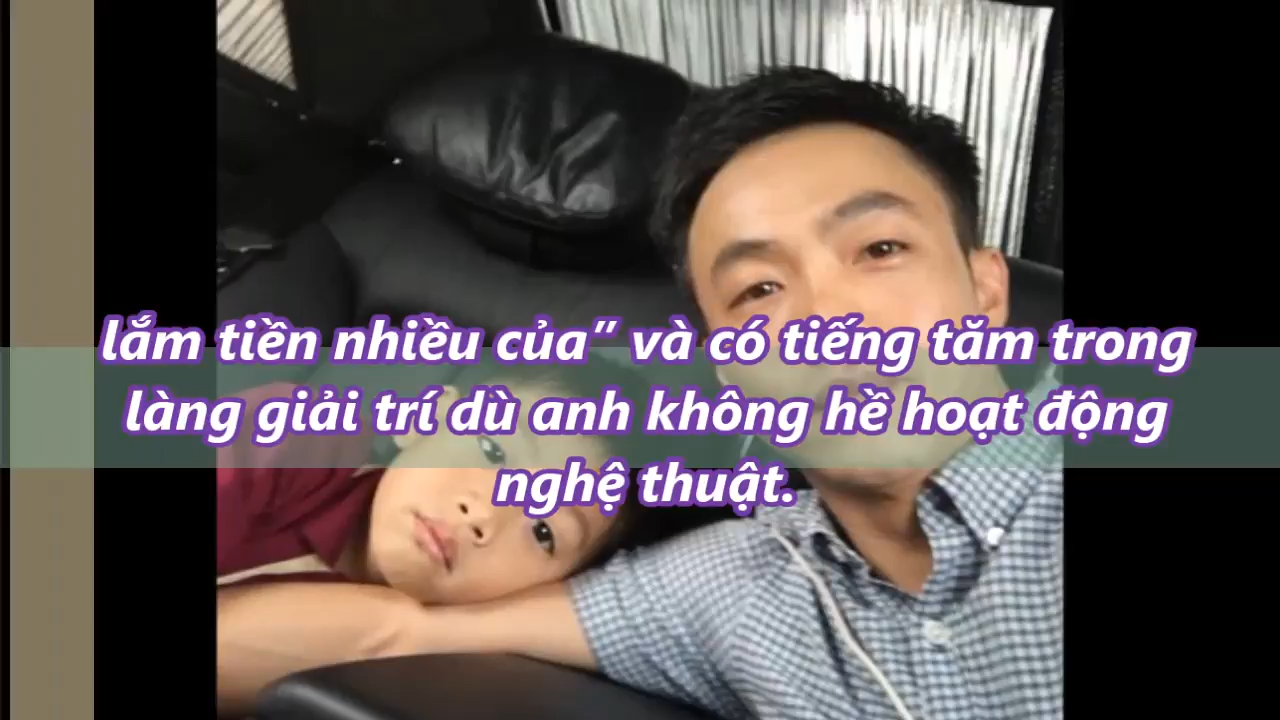 lắm tiền nhiều của” và có tiếng tăm trong
làng giải trí dù anh không hề hoạt động
nghệ thuật.